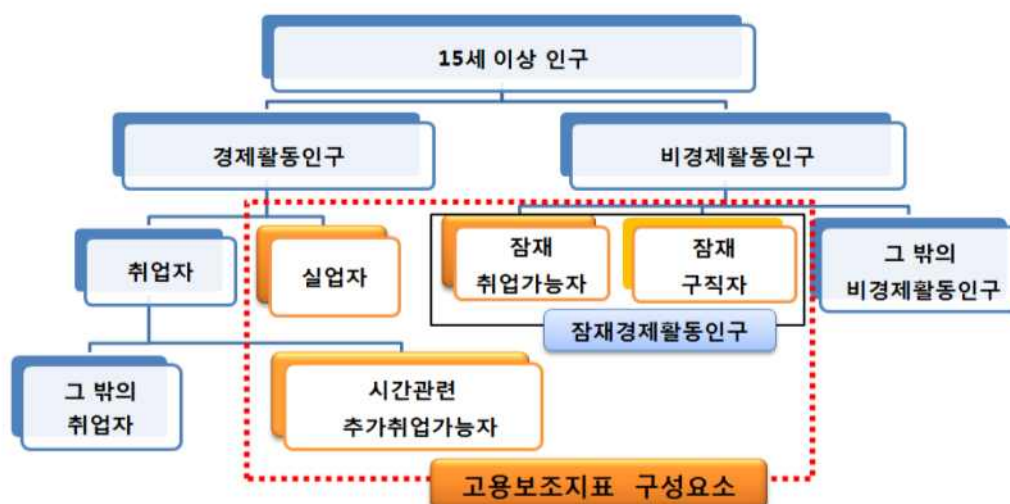 15세 이상 인구
경제활동인구
비경제활동인구
취업자
실업자
잠재
취업가능자
잠재
구직자
그 밖의
비경제활동인구
잠재경제활동인구
그 밖의
취업자
시간관련
추가취업가능자
고용보조지표 구성요소